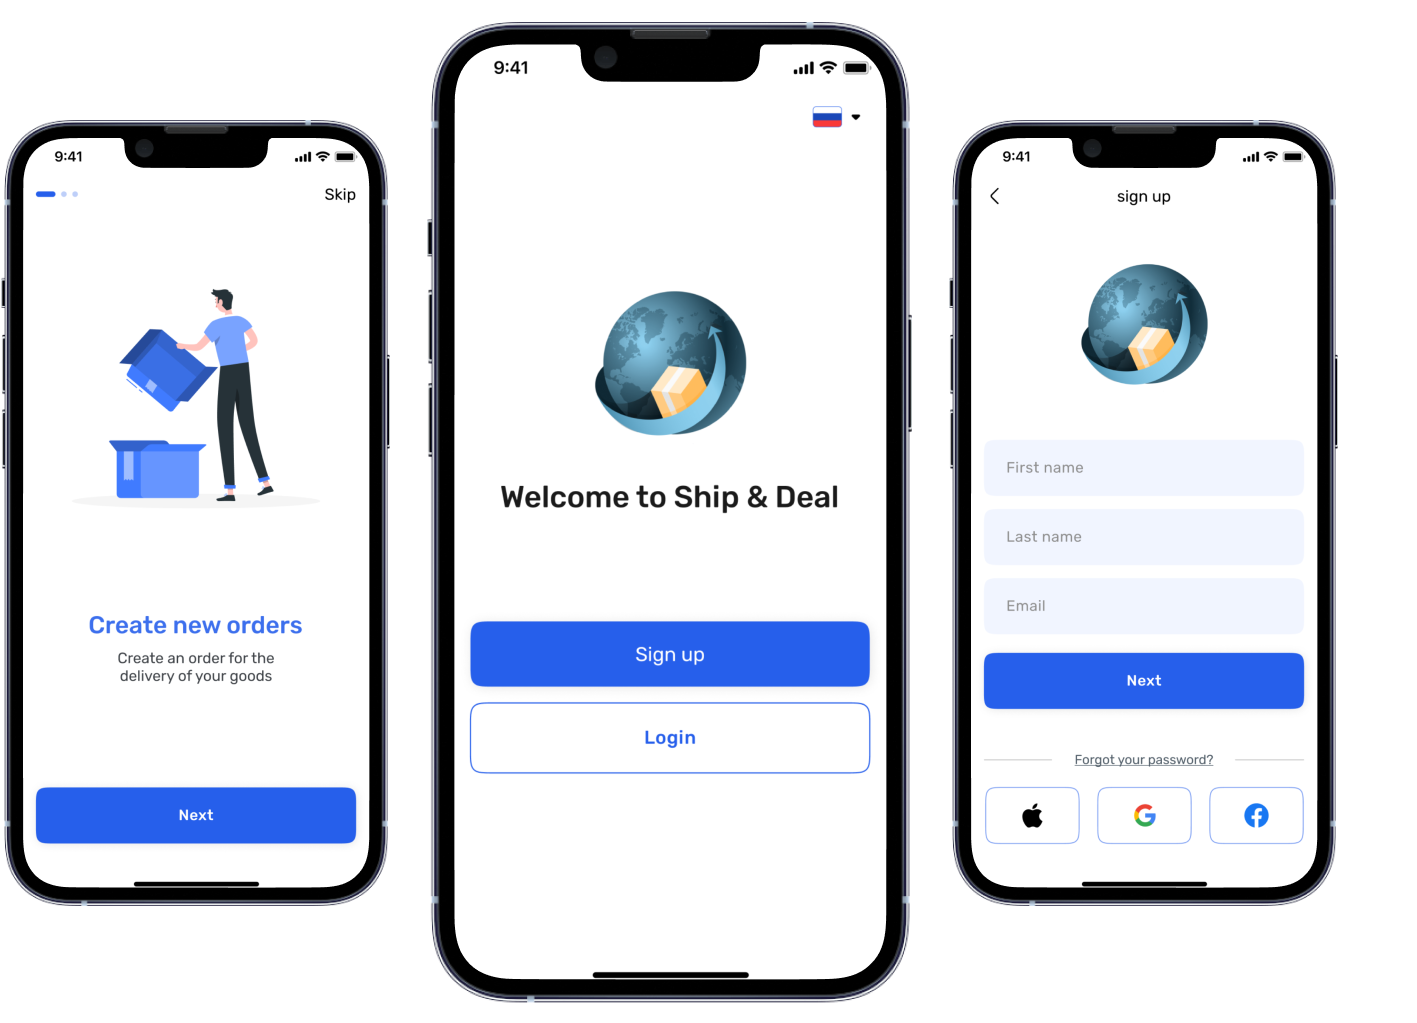 9:41
Skip
Create new orders
Create an order for the
delivery of your goods
Next
9:41
Welcome to Ship & Deal
Sign up
Login
9:41
sign up
First name
Last name
Email
Next
Forgot your password?